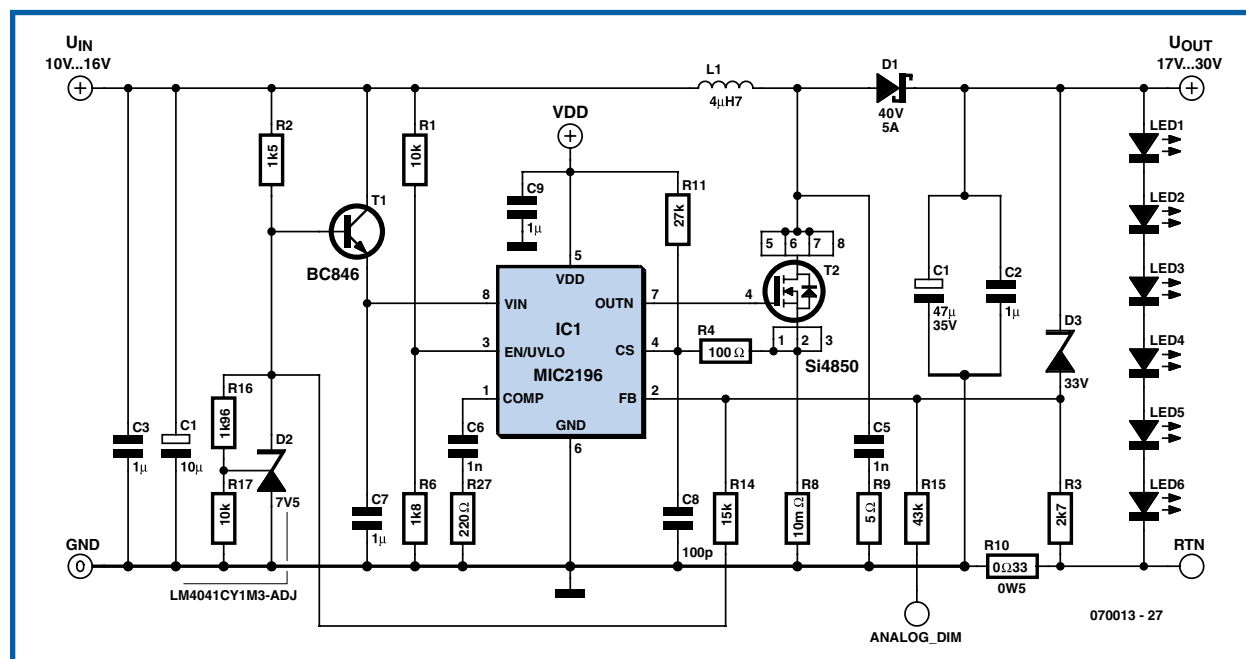 UIN
10V...16V
UOUT
17V...30V
L1
4µH7
D1
40V
5A
VDD
R2
1k5
R1
10k
T1
BC846
C9
1µ
R11
27k
5 6 7 8
T2
4
1 2 3
Si4850
R4
100Ω
C1
47µ
35V
C2
1µ
D3
33V
LED1
LED2
LED3
LED4
LED5
LED6
5
VDD
8
VIN
OUTN
7
IC1
3
EN/UVLO
CS
4
MIC2196
1
COMP
FB
2
GND
6
R16
1k96
D2
7V5
R17
10k
C3
1µ
C1
10µ
C7
1µ
R6
1k8
C6
1n
R27
220Ω
C8
100p
R14
15k
R8
10mΩ
C5
1n
R9
5Ω
R15
43k
R3
2k7
R10
0Ω33
0W5
GND
0
RTN
LM4041CY1M3-ADJ
ANALOG_DIM
070013 - 27